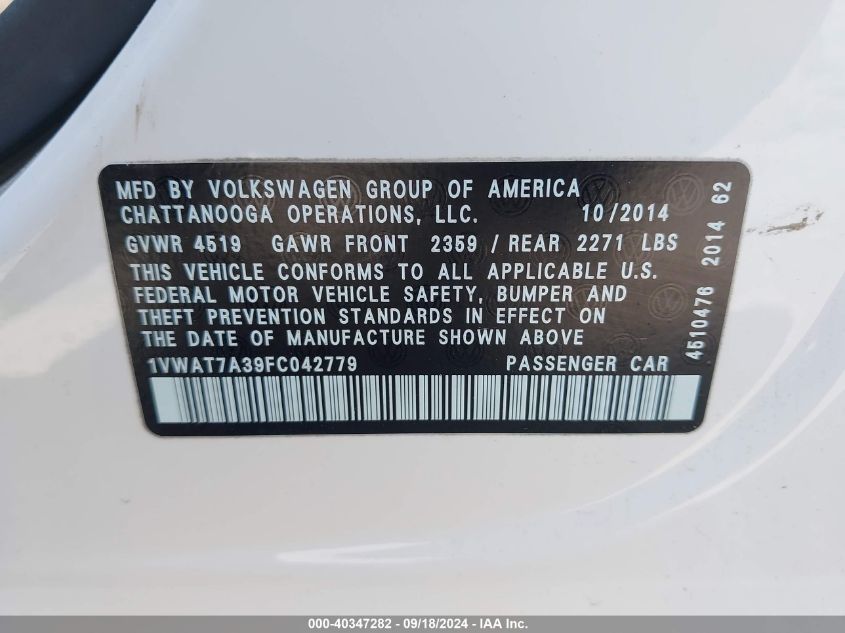 MFD BY VOLKSWAGEN GROUP OF AMERICA
CHATTANOOGA OPERATIONS, LLC. 10/2014
GVWR 4519 GAWR FRONT 2359 / REAR 2271 LBS
THIS VEHICLE CONFORMS TO ALL APPLICABLE U.S.
FEDERAL MOTOR VEHICLE SAFETY, BUMPER AND
THEFT PREVENTION STANDARDS IN EFFECT ON
THE DATE OF MANUFACTURE SHOWN ABOVE
1VWAT7A39FC042779 PASSENGER CAR
4510476 2014 62
000-40347282 - 09/18/2024 - IAA Inc.